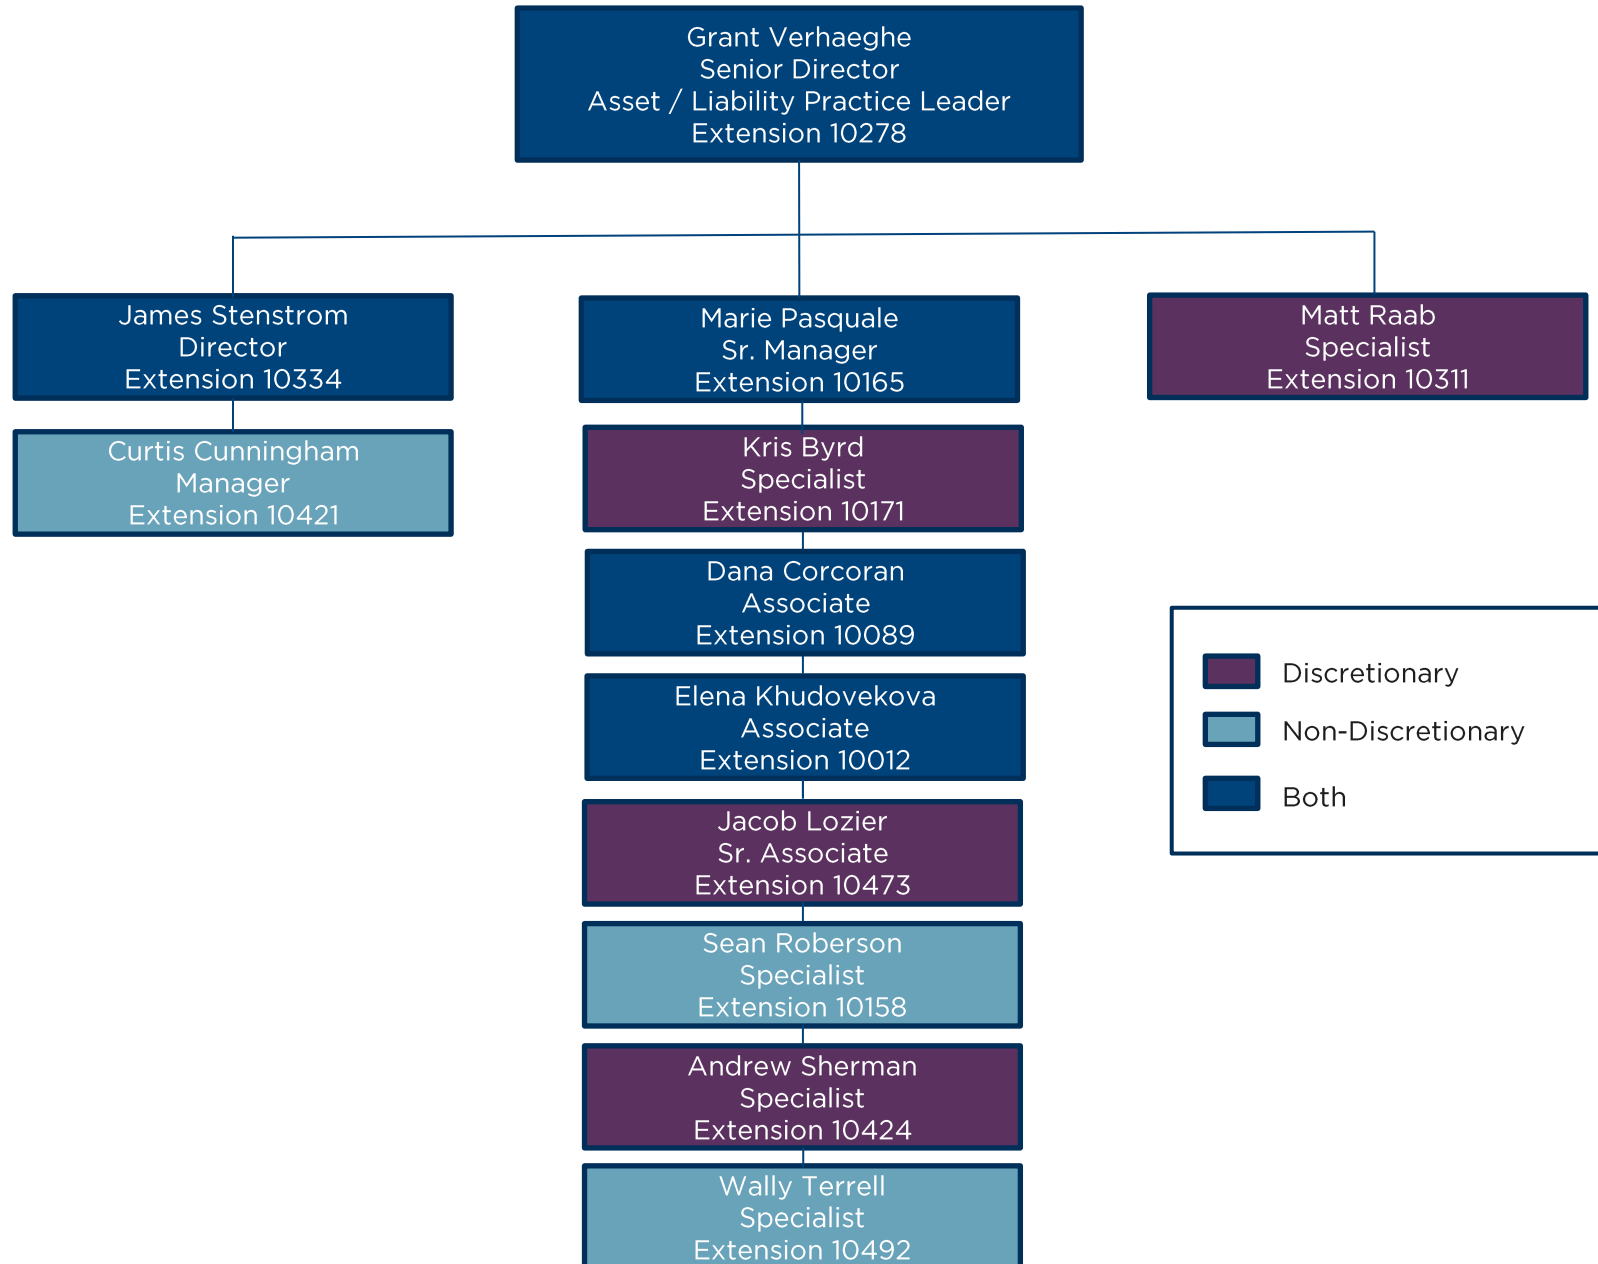 Grant Verhaeghe
Senior Director
Asset / Liability Practice Leader
Extension 10278
James Stenstrom
Director
Extension 10334
Marie Pasquale
Sr. Manager
Extension 10165
Matt Raab
Specialist
Extension 10311
Curtis Cunningham
Manager
Extension 10421
Kris Byrd
Specialist
Extension 10171
Dana Corcoran
Associate
Extension 10089
Elena Khudovekova
Associate
Extension 10012
Jacob Lozier
Sr. Associate
Extension 10473
Sean Roberson
Specialist
Extension 10158
Andrew Sherman
Specialist
Extension 10424
Wally Terrell
Specialist
Extension 10492
Discretionary
Non-Discretionary
Both